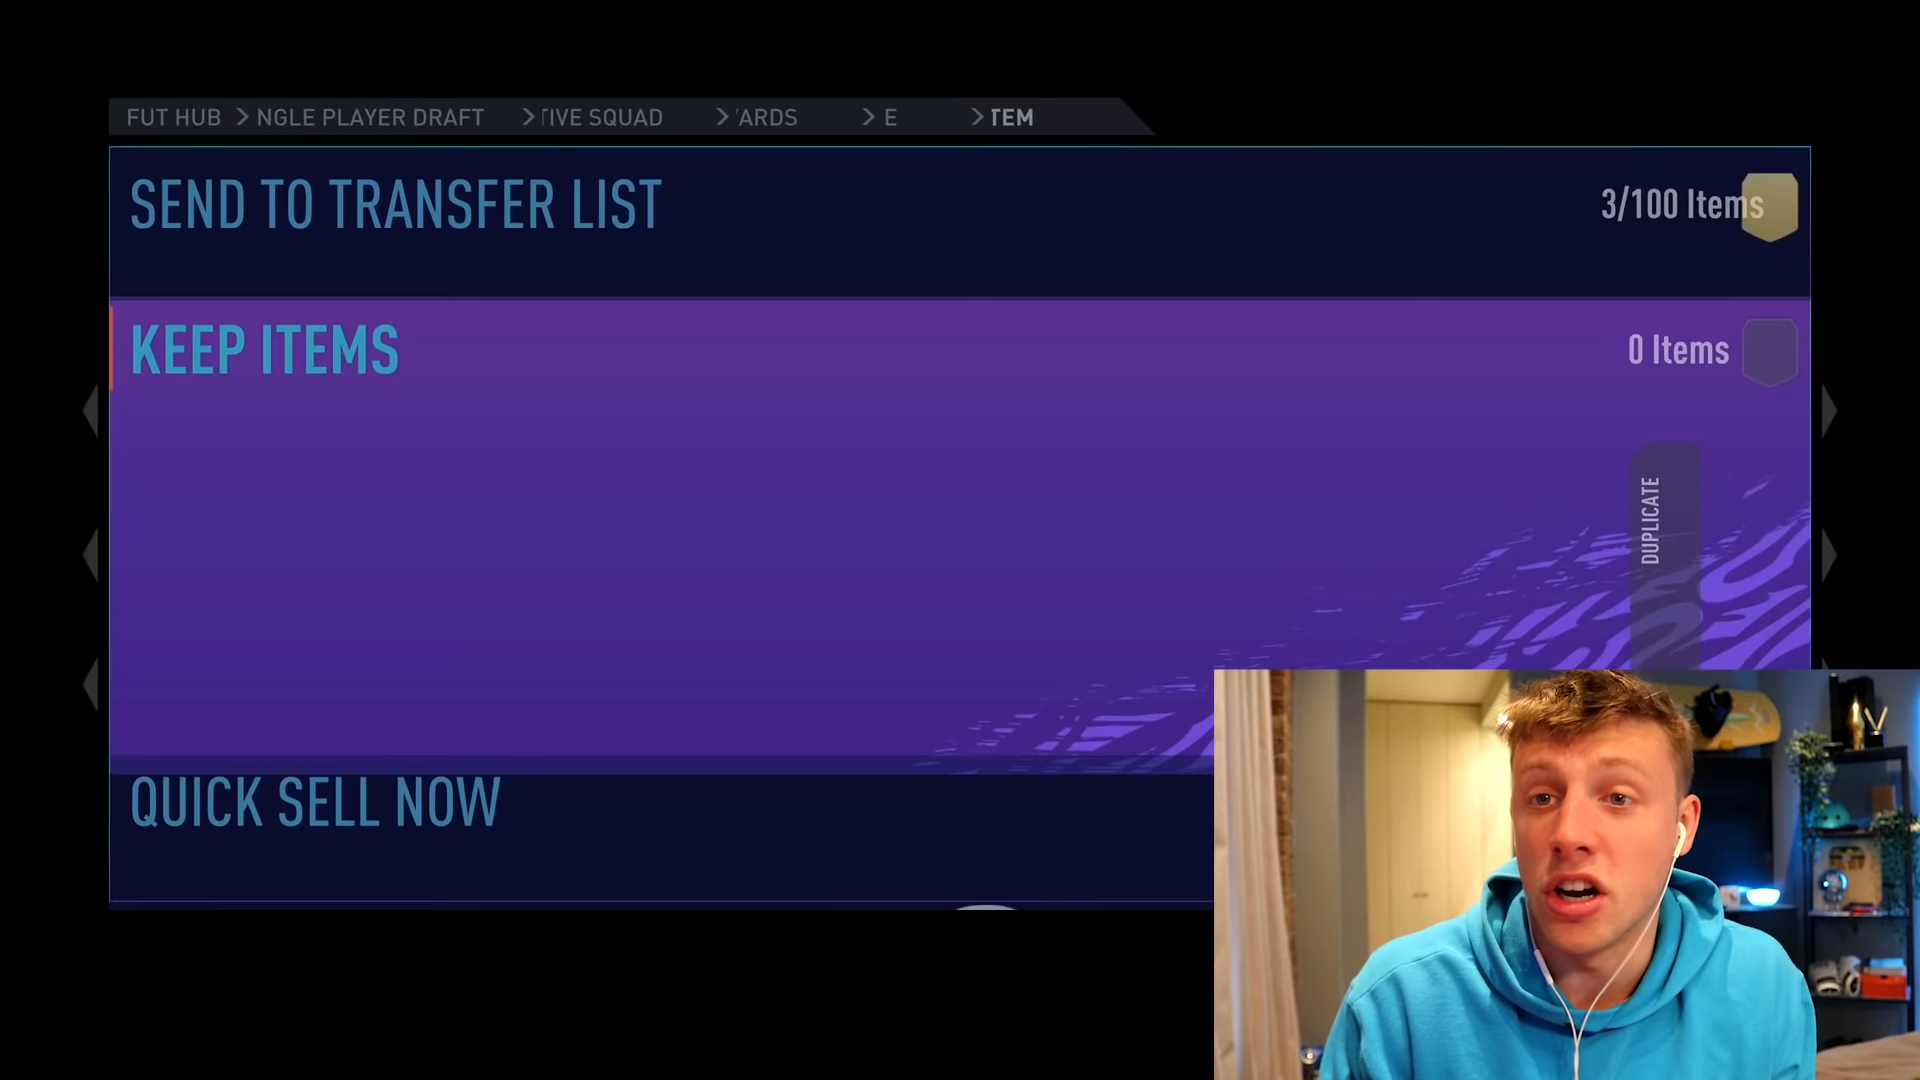 FUT HUB > NGLE PLAYER DRAFT > TIVE SQUAD > 'ARDS > E > TEM
SEND TO TRANSFER LIST 3/100 Items
KEEP ITEMS 0 Items
DUPLICATE
QUICK SELL NOW